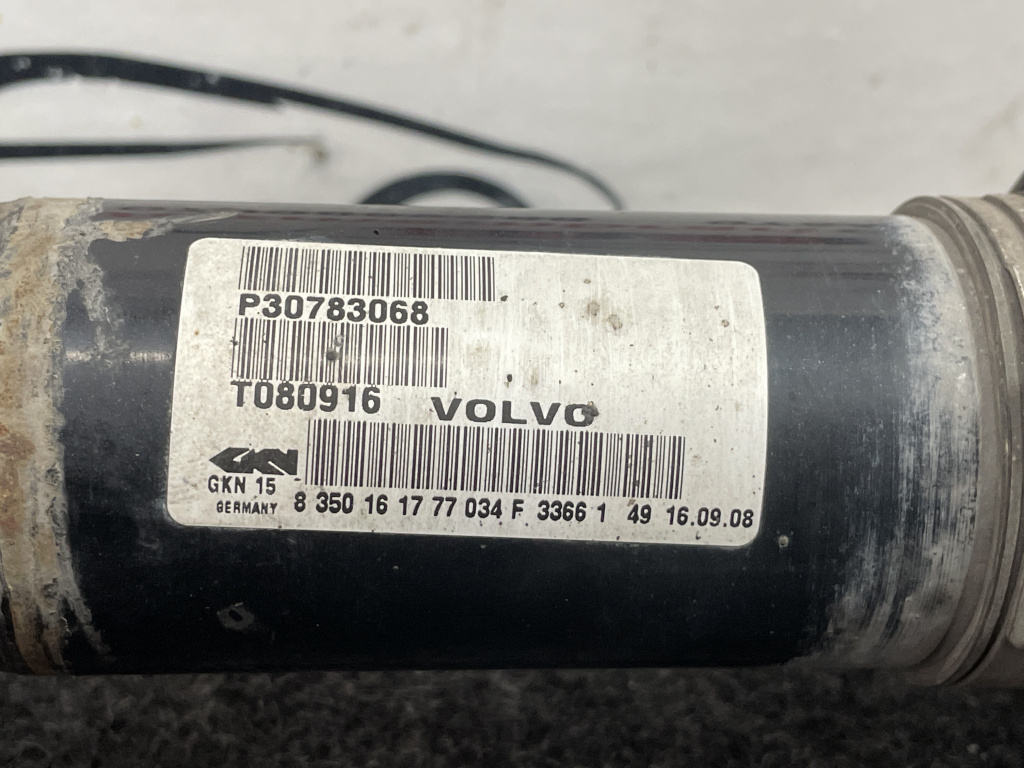 P30783068
T080916 VOLVO
GKN
GKN 15
GERMANY 8 350 16 17 77 034 F 3366 1 49 16.09.08